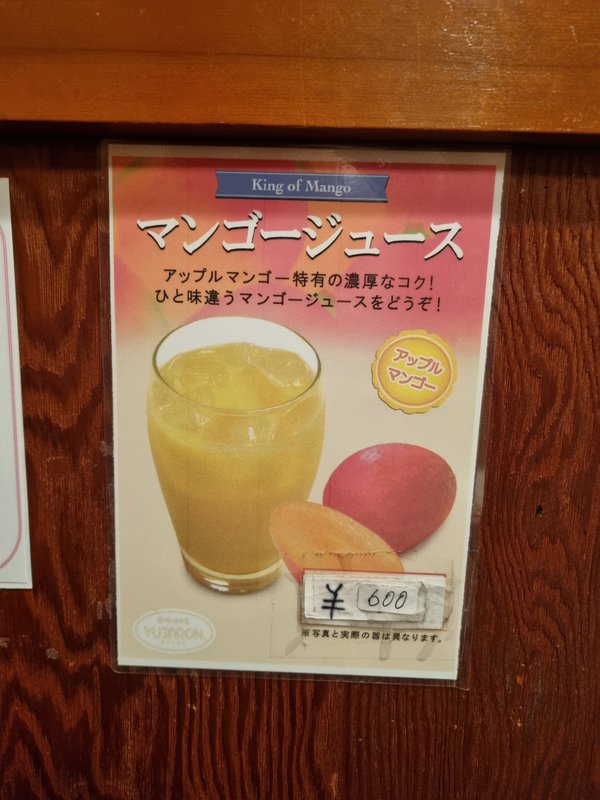 King of Mango
マンゴージュース
アップルマンゴー特有の濃厚なコク!
ひと味違うマンゴージュースをどうぞ!
アップル
マンゴー
¥ 600
※写真と実際の器は異なります。